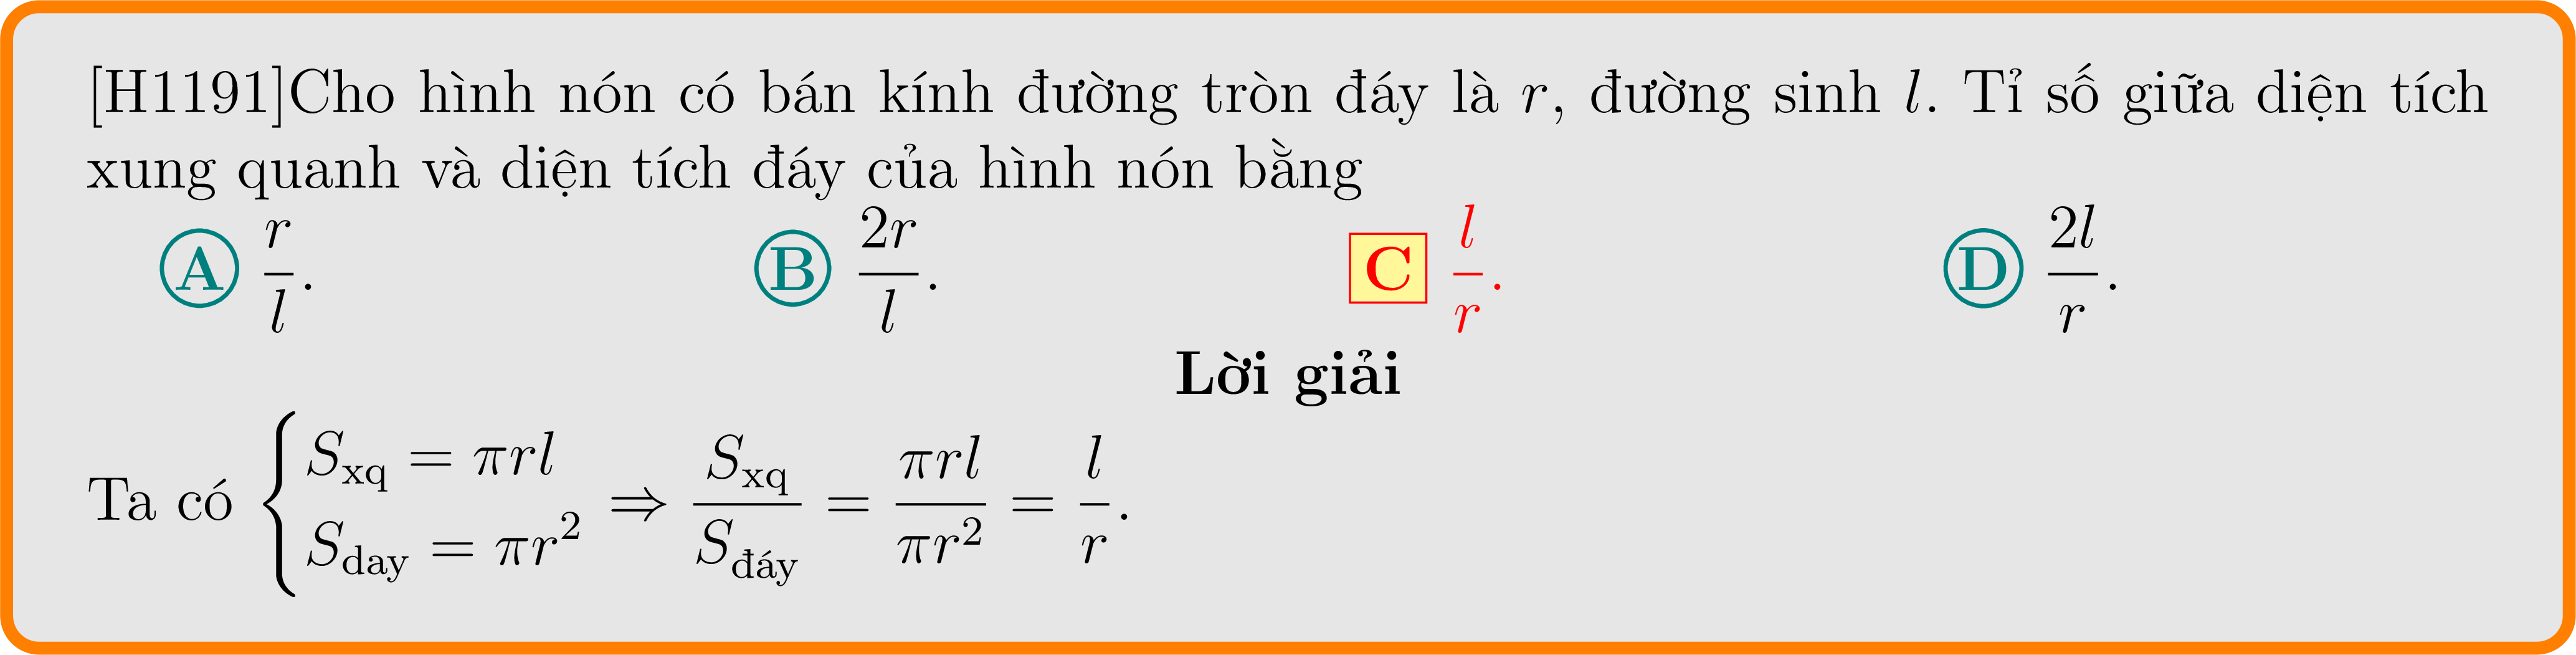 [H1191]Cho hình nón có bán kính đường tròn đáy là r, đường sinh l. Tỉ số giữa diện tích
xung quanh và diện tích đáy của hình nón bằng
A $\frac{r}{l}$. B $\frac{2r}{l}$. C $\frac{l}{r}$. D $\frac{2l}{r}$.
Lời giải
Ta có $\begin{cases} S_{\text{xq}} = \pi rl \\ S_{\text{day}} = \pi r^2 \end{cases} \Rightarrow \frac{S_{\text{xq}}}{S_{\text{đáy}}} = \frac{\pi rl}{\pi r^2} = \frac{l}{r}$.